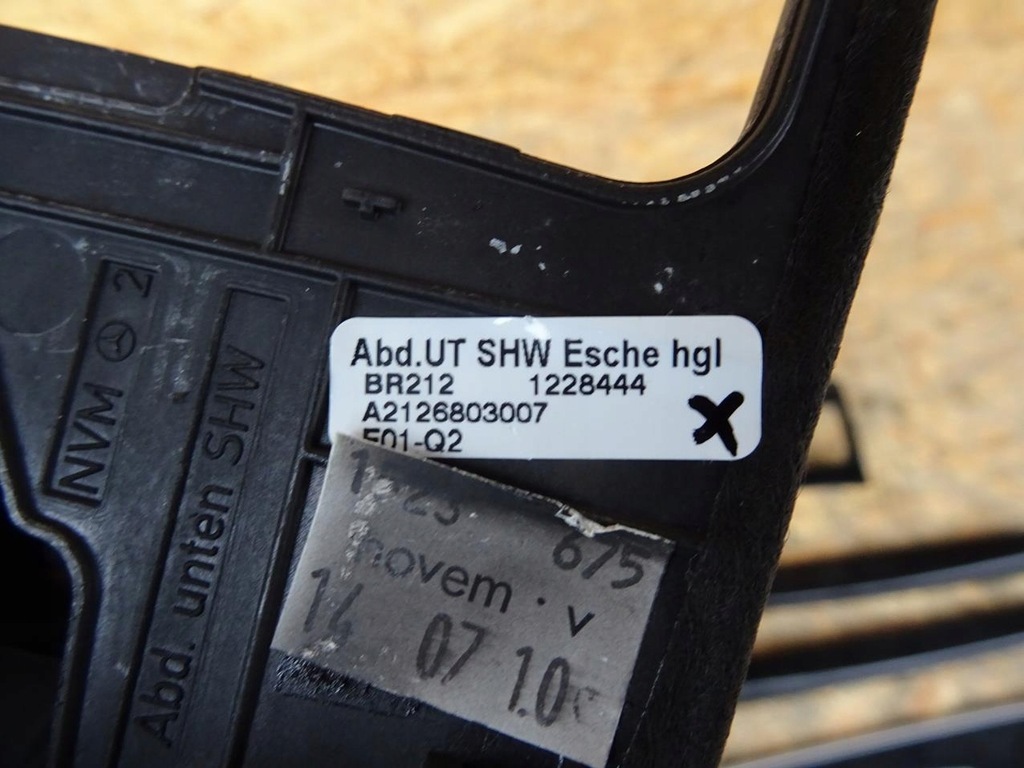 Abd.UT SHW Esche hgl
BR212 1228444
A2126803007
E01-Q2
675
novem · v
14 07 10
NVM 2
Abd. unten SHW